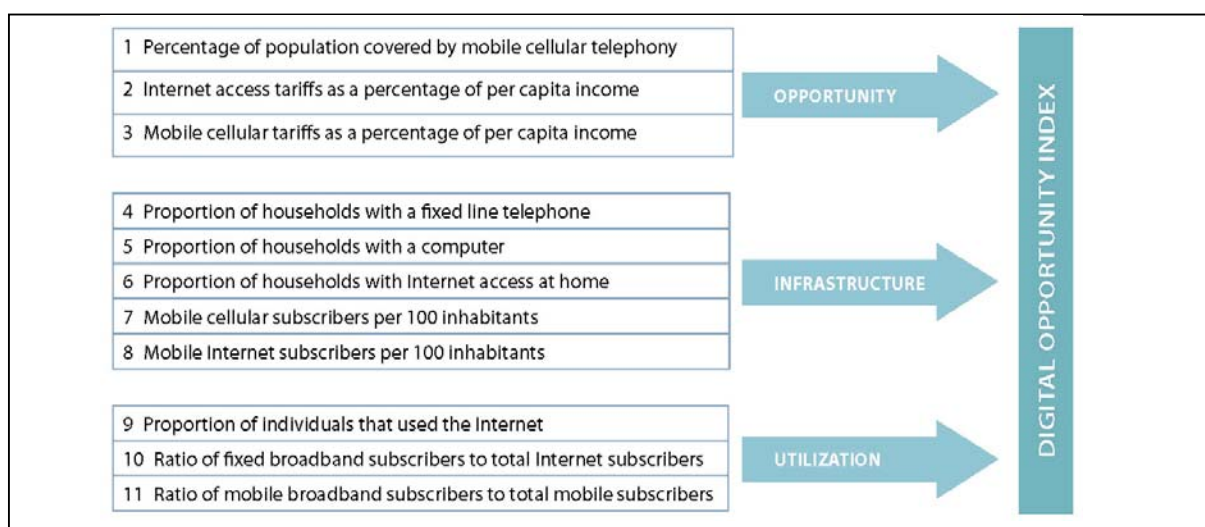 1 Percentage of population covered by mobile cellular telephony
2 Internet access tariffs as a percentage of per capita income
3 Mobile cellular tariffs as a percentage of per capita income
OPPORTUNITY
4 Proportion of households with a fixed line telephone
5 Proportion of households with a computer
6 Proportion of households with Internet access at home
7 Mobile cellular subscribers per 100 inhabitants
8 Mobile Internet subscribers per 100 inhabitants
INFRASTRUCTURE
9 Proportion of individuals that used the Internet
10 Ratio of fixed broadband subscribers to total Internet subscribers
11 Ratio of mobile broadband subscribers to total mobile subscribers
UTILIZATION
DIGITAL OPPORTUNITY INDEX